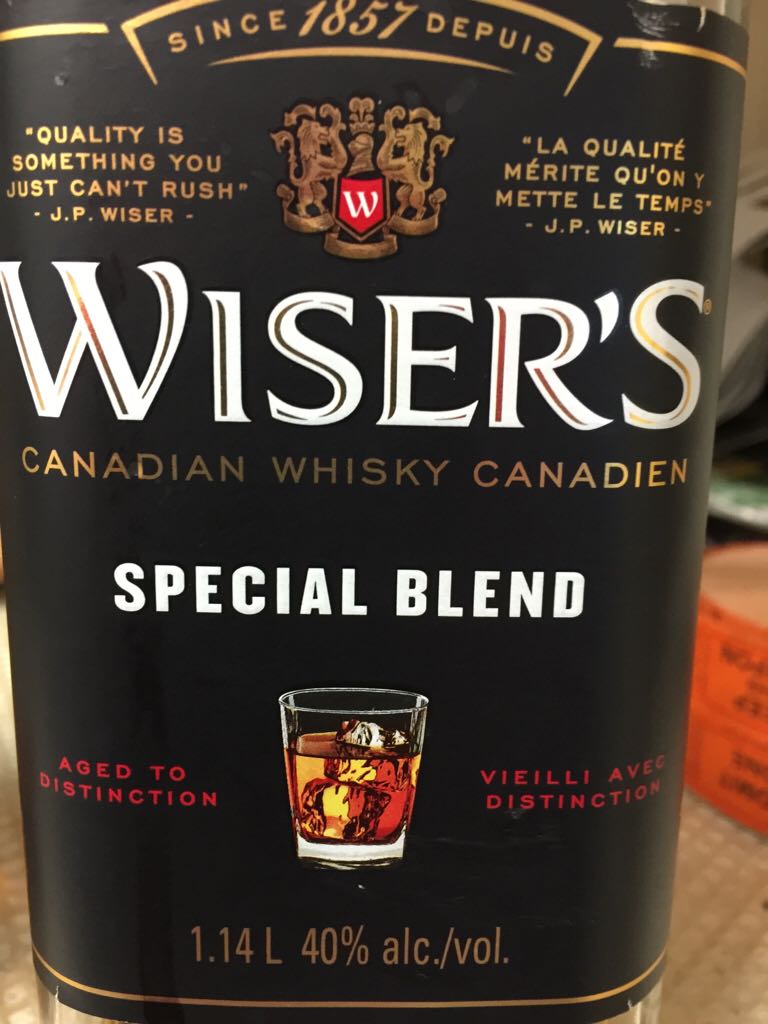 SINCE 1857 DEPUIS
"QUALITY IS
SOMETHING YOU
JUST CAN'T RUSH"
- J.P. WISER -
W
"LA QUALITÉ
MÉRITE QU'ON Y
METTE LE TEMPS"
- J.P. WISER -
WISER'S®
CANADIAN WHISKY CANADIEN
SPECIAL BLEND
AGED TO
DISTINCTION
VIEILLI AVEC
DISTINCTION
1.14 L 40% alc./vol.